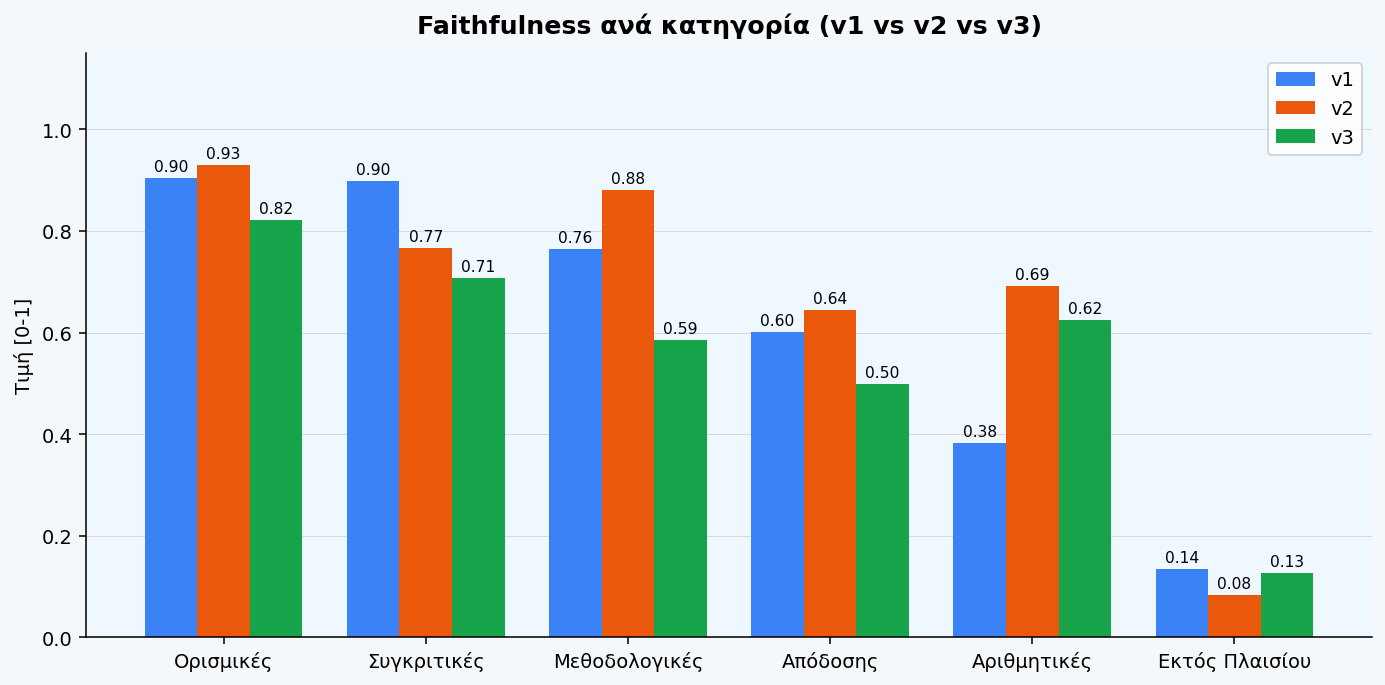 Faithfulness ανά κατηγορία (v1 vs v2 vs v3)
v1
v2
v3
Τιμή [0-1]
1.0
0.8
0.6
0.4
0.2
0.0
0.90 0.93 0.82
0.90 0.77 0.71
0.76 0.88 0.59
0.60 0.64 0.50
0.38 0.69 0.62
0.14 0.08 0.13
Ορισμικές Συγκριτικές Μεθοδολογικές Απόδοσης Αριθμητικές Εκτός Πλαισίου